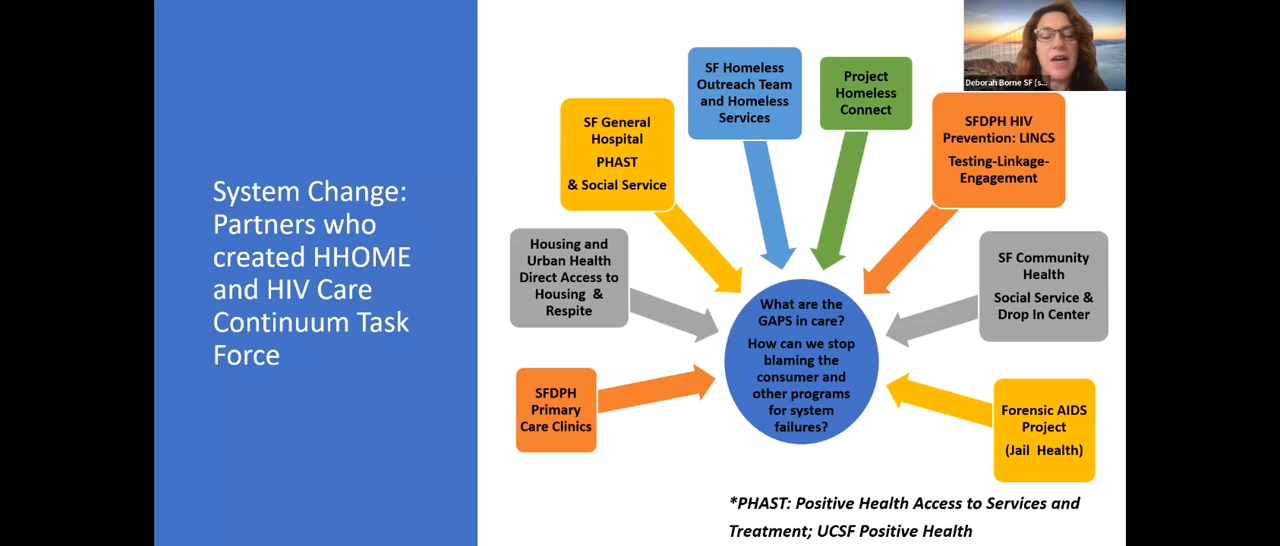 System Change:
Partners who
created HHOME
and HIV Care
Continuum Task
Force
SFDPH
Primary
Care Clinics
Housing and
Urban Health
Direct Access to
Housing &
Respite
SF General
Hospital
PHAST
& Social Service
SF Homeless
Outreach Team
and Homeless
Services
Project
Homeless
Connect
SFDPH HIV
Prevention: LINCS
Testing-Linkage-
Engagement
SF Community
Health
Social Service &
Drop In Center
Forensic AIDS
Project
(Jail Health)
What are the
GAPS in care?
How can we stop
blaming the
consumer and
other programs
for system
failures?
*PHAST: Positive Health Access to Services and
Treatment; UCSF Positive Health
Deborah Borne SF (s...